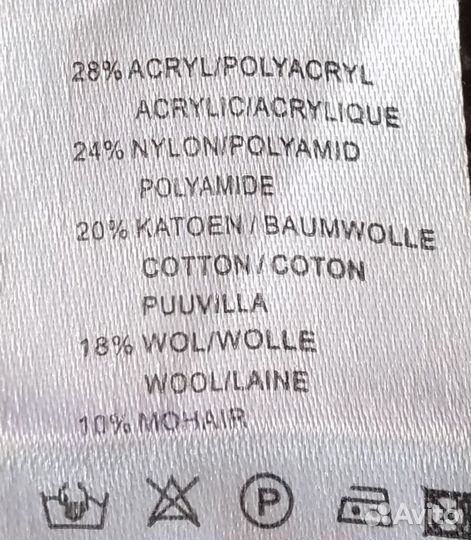 28% ACRYL/POLYACRYL
ACRYLIC/ACRYLIQUE
24% NYLON/POLYAMID
POLYAMIDE
20% KATOEN / BAUMWOLLE
COTTON / COTON
PUUVILLA
18% WOL/WOLLE
WOOL/LAINE
10% MOHAIR
P
Avito